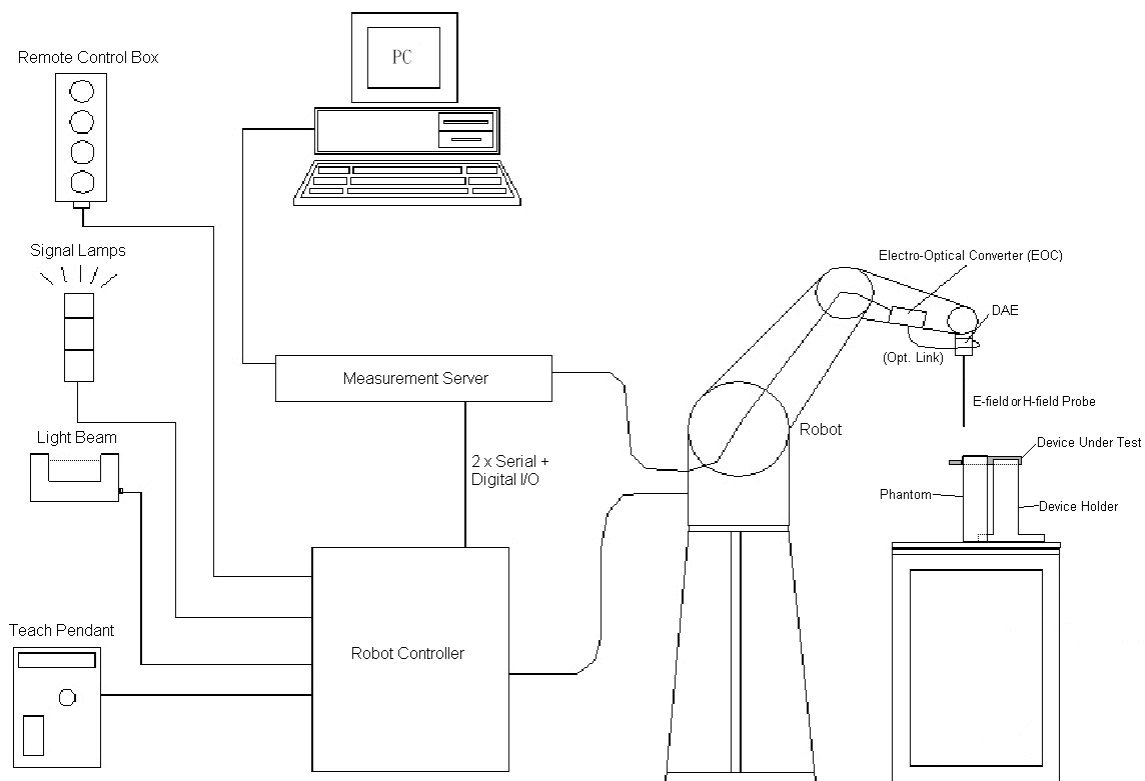 Remote Control Box
PC
Signal Lamps
Electro-Optical Converter (EOC)
DAE
(Opt. Link)
Measurement Server
E-field or H-field Probe
Robot
Light Beam
Device Under Test
2 x Serial +
Digital I/O
Phantom
Device Holder
Teach Pendant
Robot Controller